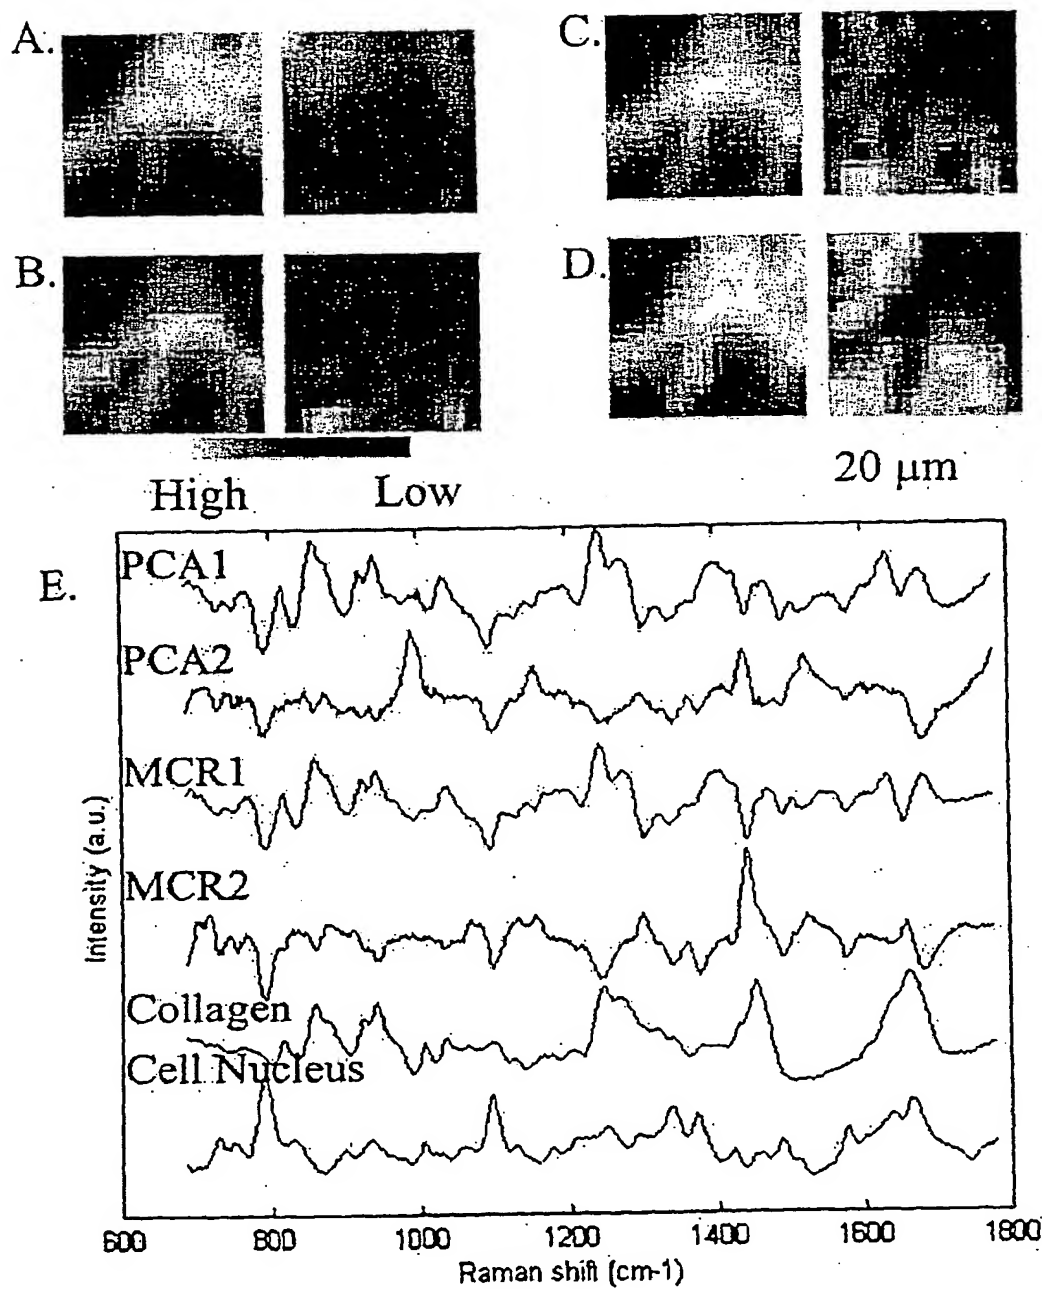 A.
C.
B.
D.
High
Low
20 μm
E.
PCA1
PCA2
MCR1
MCR2
Collagen
Cell Nucleus
Intensity (a.u.)
600 800 1000 1200 1400 1600 1800
Raman shift (cm-1)